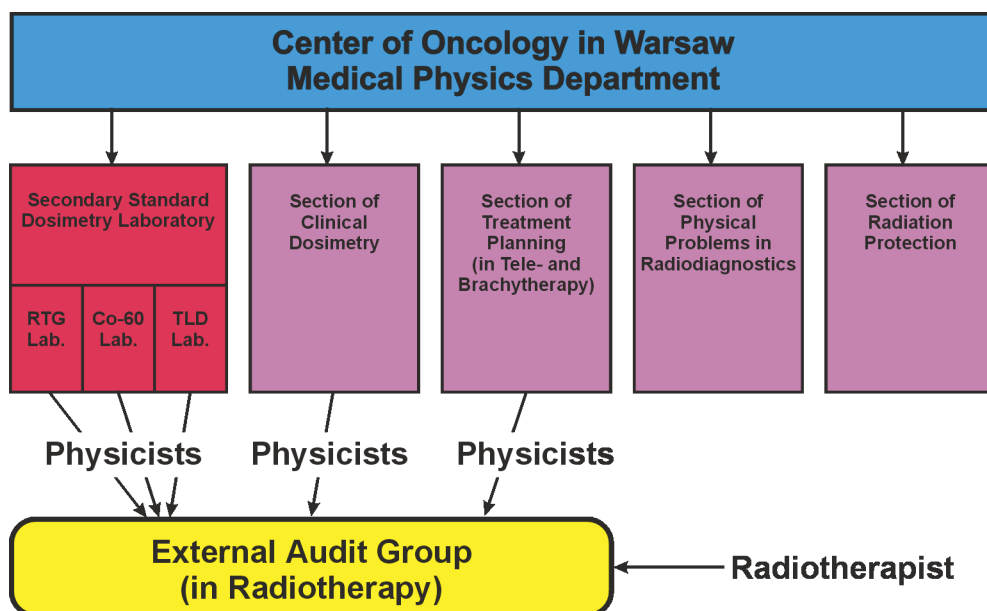 Center of Oncology in Warsaw
Medical Physics Department
Secondary Standard
Dosimetry Laboratory
RTG
Lab.
Co-60
Lab.
TLD
Lab.
Section of
Clinical
Dosimetry
Section of
Treatment
Planning
(in Tele- and
Brachytherapy)
Section of
Physical
Problems in
Radiodiagnostics
Section of
Radiation
Protection
Physicists
Physicists
Physicists
External Audit Group
(in Radiotherapy)
Radiotherapist